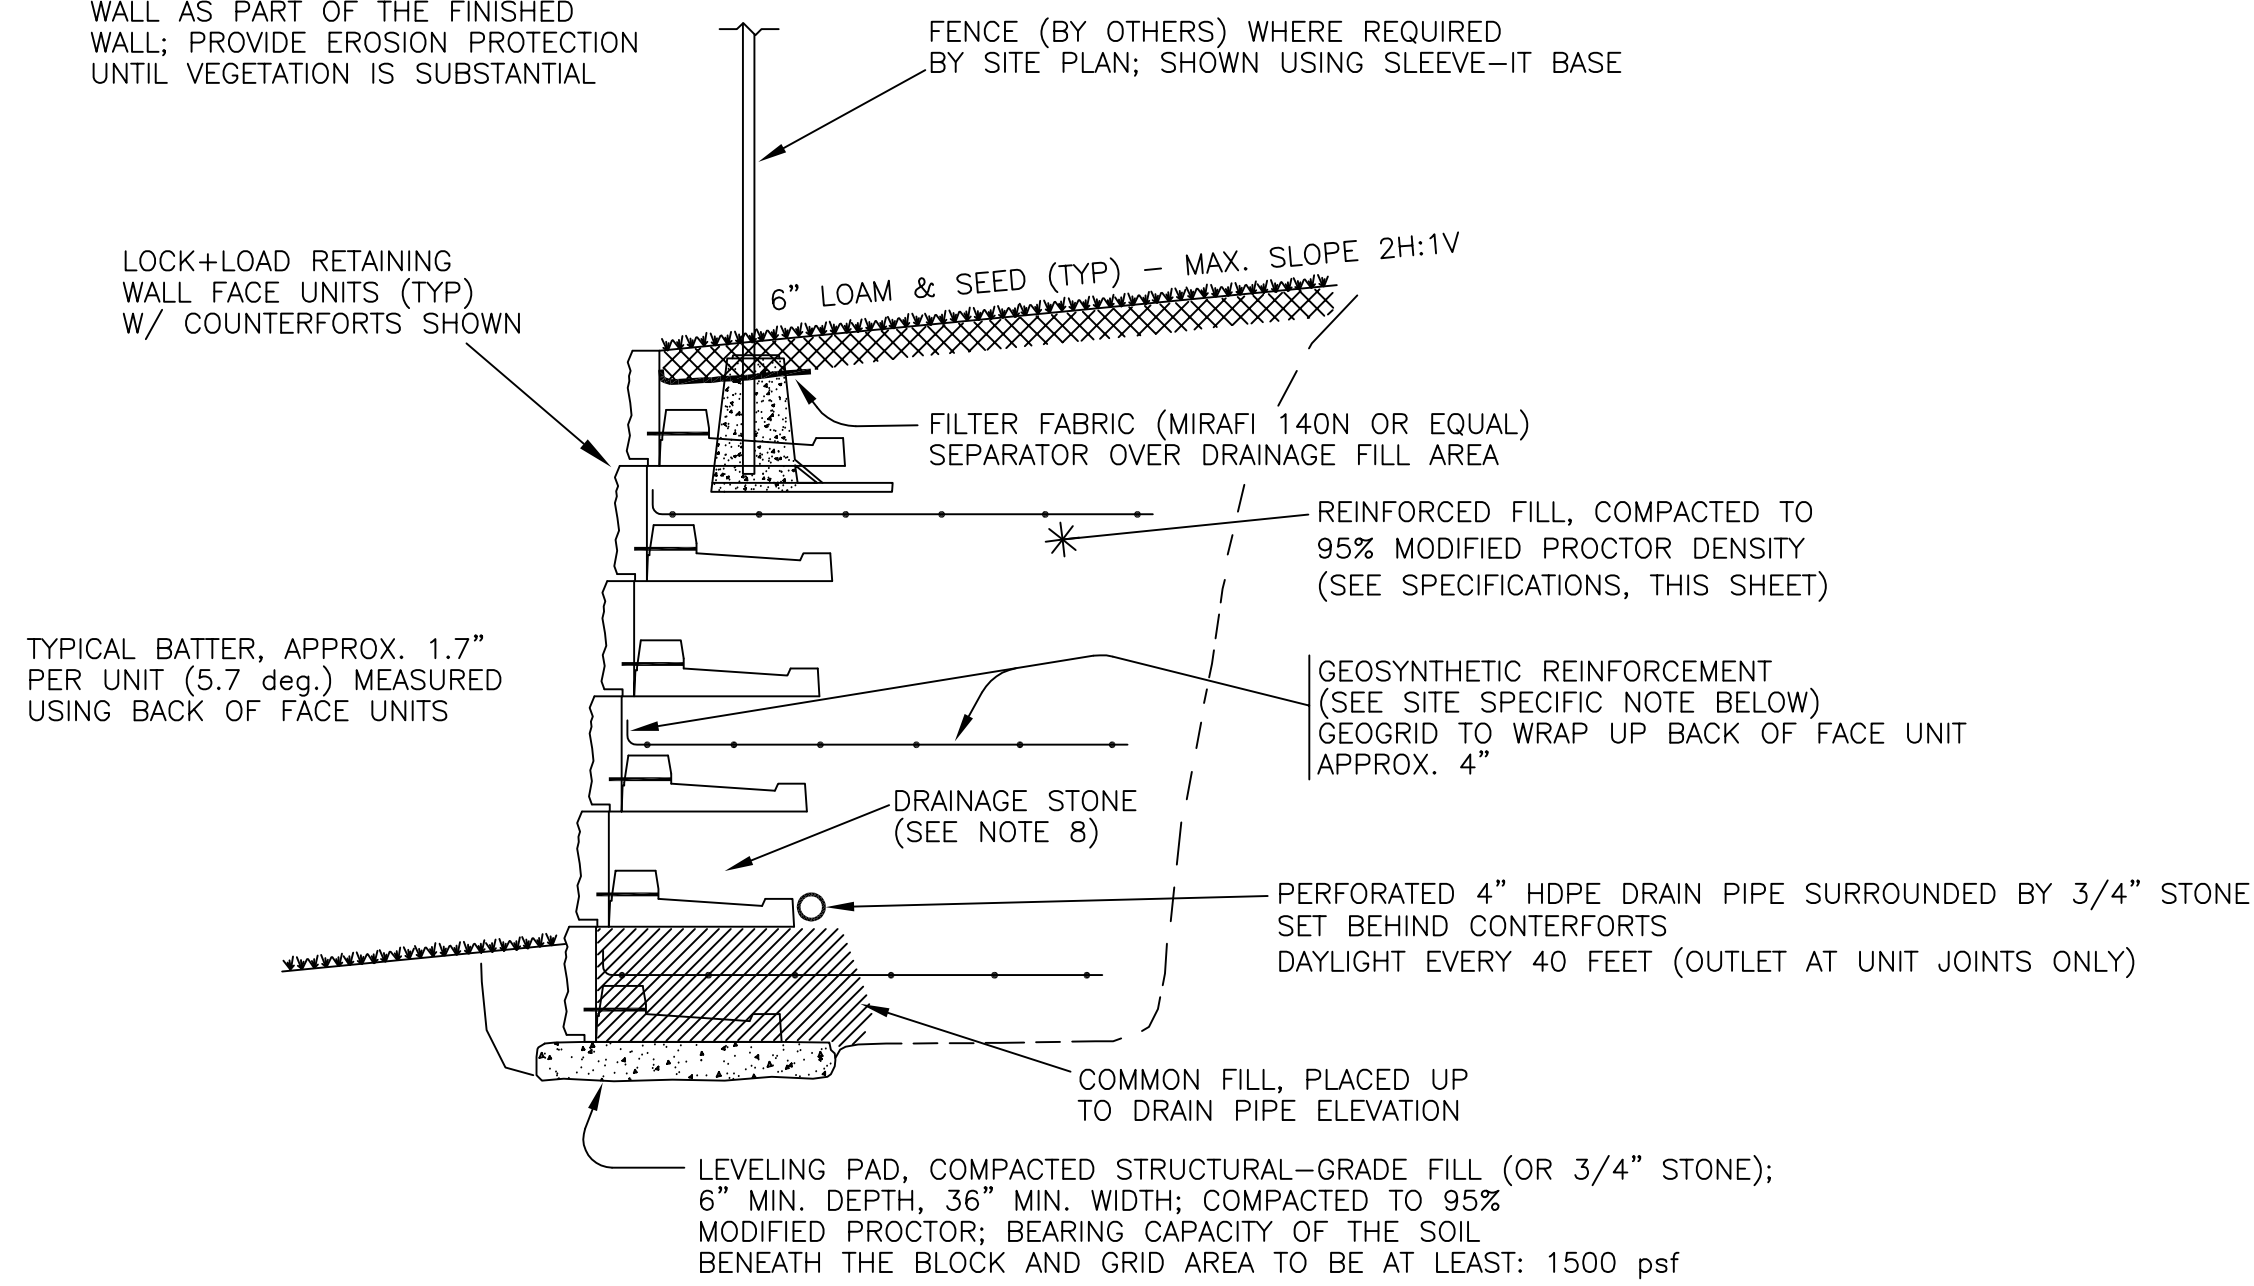 WALL AS PART OF THE FINISHED
WALL; PROVIDE EROSION PROTECTION
UNTIL VEGETATION IS SUBSTANTIAL
FENCE (BY OTHERS) WHERE REQUIRED
BY SITE PLAN; SHOWN USING SLEEVE-IT BASE
6" LOAM & SEED (TYP) - MAX. SLOPE 2H:1V
LOCK+LOAD RETAINING
WALL FACE UNITS (TYP)
W/ COUNTERFORTS SHOWN
FILTER FABRIC (MIRAFI 140N OR EQUAL)
SEPARATOR OVER DRAINAGE FILL AREA
REINFORCED FILL, COMPACTED TO
95% MODIFIED PROCTOR DENSITY
(SEE SPECIFICATIONS, THIS SHEET)
TYPICAL BATTER, APPROX. 1.7"
PER UNIT (5.7 deg.) MEASURED
USING BACK OF FACE UNITS
GEOSYNTHETIC REINFORCEMENT
(SEE SITE SPECIFIC NOTE BELOW)
GEOGRID TO WRAP UP BACK OF FACE UNIT
APPROX. 4"
DRAINAGE STONE
(SEE NOTE 8)
PERFORATED 4" HDPE DRAIN PIPE SURROUNDED BY 3/4" STONE
SET BEHIND CONTERFORTS
DAYLIGHT EVERY 40 FEET (OUTLET AT UNIT JOINTS ONLY)
COMMON FILL, PLACED UP
TO DRAIN PIPE ELEVATION
LEVELING PAD, COMPACTED STRUCTURAL-GRADE FILL (OR 3/4" STONE);
6" MIN. DEPTH, 36" MIN. WIDTH; COMPACTED TO 95%
MODIFIED PROCTOR; BEARING CAPACITY OF THE SOIL
BENEATH THE BLOCK AND GRID AREA TO BE AT LEAST: 1500 psf